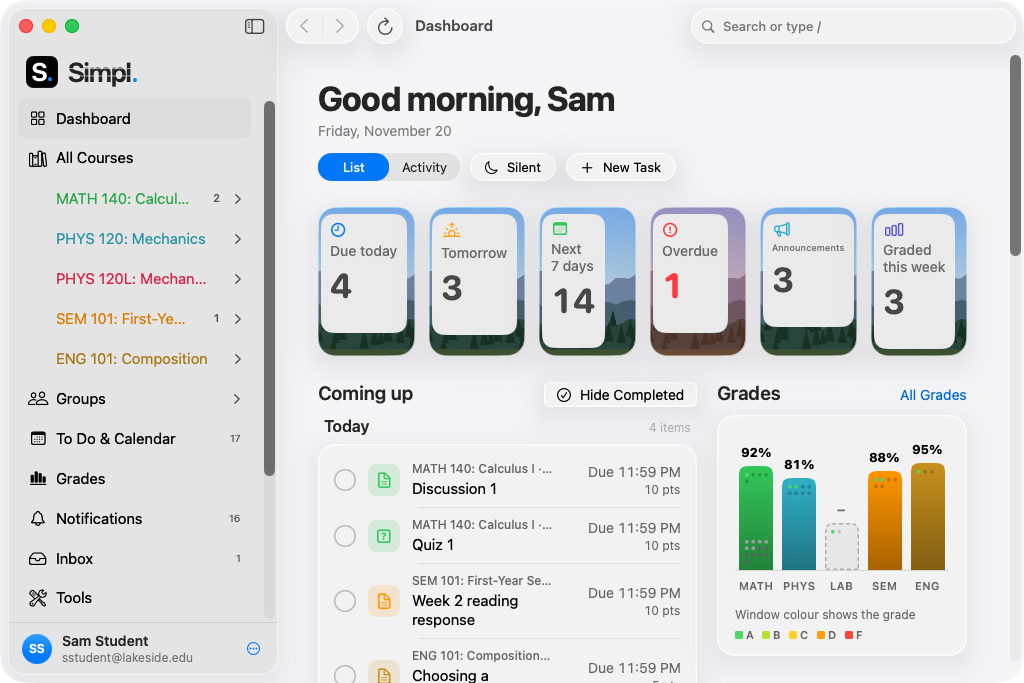 Dashboard
Search or type /
S.
Simpl.
Dashboard
All Courses
MATH 140: Calcul... 2
PHYS 120: Mechanics
PHYS 120L: Mechan...
SEM 101: First-Ye... 1
ENG 101: Composition
Groups
To Do & Calendar 17
Grades
Notifications 16
Inbox 1
Tools
SS
Sam Student
sstudent@lakeside.edu
Good morning, Sam
Friday, November 20
List Activity Silent + New Task
Due today
4
Tomorrow
3
Next
7 days
14
Overdue
1
Announcements
3
Graded
this week
3
Coming up
Hide Completed
Today
4 items
MATH 140: Calculus I ·...
Discussion 1
Due 11:59 PM
10 pts
MATH 140: Calculus I ·...
Quiz 1
Due 11:59 PM
10 pts
SEM 101: First-Year Se...
Week 2 reading
response
Due 11:59 PM
10 pts
ENG 101: Composition...
Choosing a
Due 11:59 PM
Grades
All Grades
92% 81% – 88% 95%
MATH PHYS LAB SEM ENG
Window colour shows the grade
A B C D F